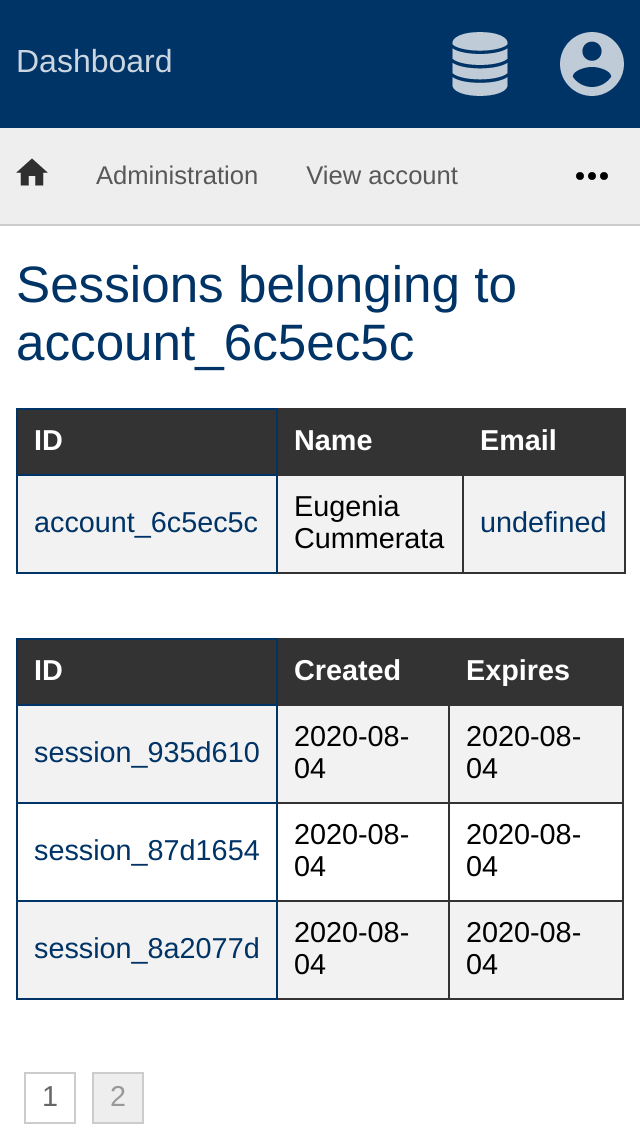 Dashboard
Administration View account
Sessions belonging to
account_6c5ec5c
ID Name Email
account_6c5ec5c Eugenia Cummerata undefined
ID Created Expires
session_935d610 2020-08-04 2020-08-04
session_87d1654 2020-08-04 2020-08-04
session_8a2077d 2020-08-04 2020-08-04
1 2